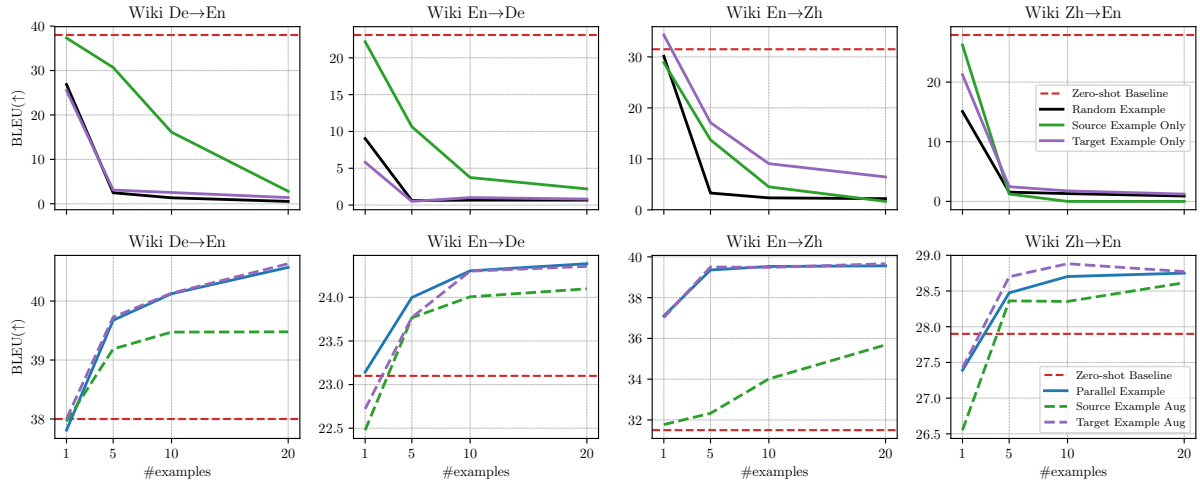 Wiki De→En
Wiki En→De
Wiki En→Zh
Wiki Zh→En
BLEU(↑)
40
30
20
10
0
20
15
10
5
0
30
25
20
15
10
5
0
20
10
0
Zero-shot Baseline
Random Example
Source Example Only
Target Example Only
Wiki De→En
Wiki En→De
Wiki En→Zh
Wiki Zh→En
BLEU(↑)
40
39
38
24.0
23.5
23.0
22.5
40
38
36
34
32
29.0
28.5
28.0
27.5
27.0
26.5
Zero-shot Baseline
Parallel Example
Source Example Aug
Target Example Aug
1 5 10 20
1 5 10 20
1 5 10 20
1 5 10 20
#examples
#examples
#examples
#examples